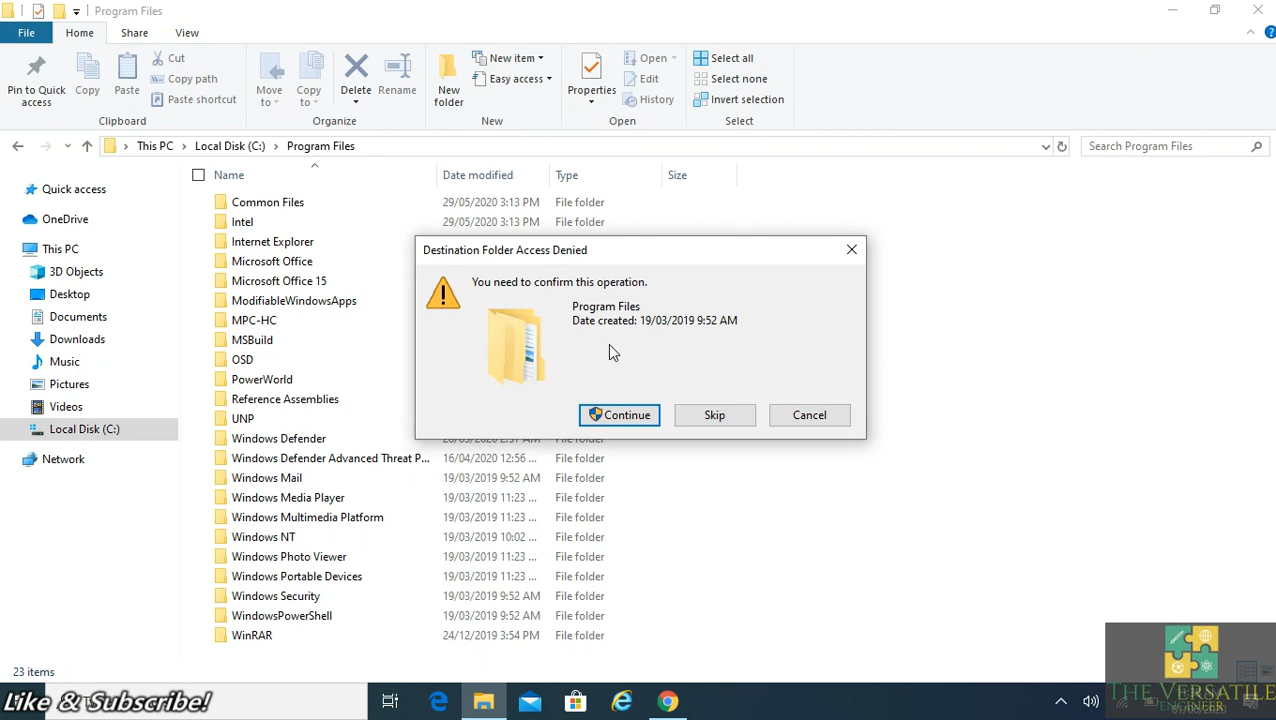 Program Files
File Home Share View
Pin to Quick access
Copy
Paste
Cut
Copy path
Paste shortcut
Clipboard
Move to
Copy to
Delete
Rename
Organize
New folder
New item
Easy access
New
Properties
Open
Edit
History
Open
Select all
Select none
Invert selection
Select
This PC Local Disk (C:) Program Files
Search Program Files
Quick access
OneDrive
This PC
3D Objects
Desktop
Documents
Downloads
Music
Pictures
Videos
Local Disk (C:)
Network
Name Date modified Type Size
Common Files 29/05/2020 3:13 PM File folder
Intel 29/05/2020 3:13 PM File folder
Internet Explorer
Microsoft Office
Microsoft Office 15
ModifiableWindowsApps
MPC-HC
MSBuild
OSD
PowerWorld
Reference Assemblies
UNP
Windows Defender File folder
Windows Defender Advanced Threat P... 16/04/2020 12:56 ... File folder
Windows Mail 19/03/2019 9:52 AM File folder
Windows Media Player 19/03/2019 11:23 ... File folder
Windows Multimedia Platform 19/03/2019 11:23 ... File folder
Windows NT 19/03/2019 10:02 ... File folder
Windows Photo Viewer 19/03/2019 11:23 ... File folder
Windows Portable Devices 19/03/2019 11:23 ... File folder
Windows Security 19/03/2019 9:52 AM File folder
WindowsPowerShell 19/03/2019 9:52 AM File folder
WinRAR 24/12/2019 3:54 PM File folder
Destination Folder Access Denied
You need to confirm this operation.
Program Files
Date created: 19/03/2019 9:52 AM
Continue Skip Cancel
23 items
Like & Subscribe!
THE VERSATILE
ENGINEER